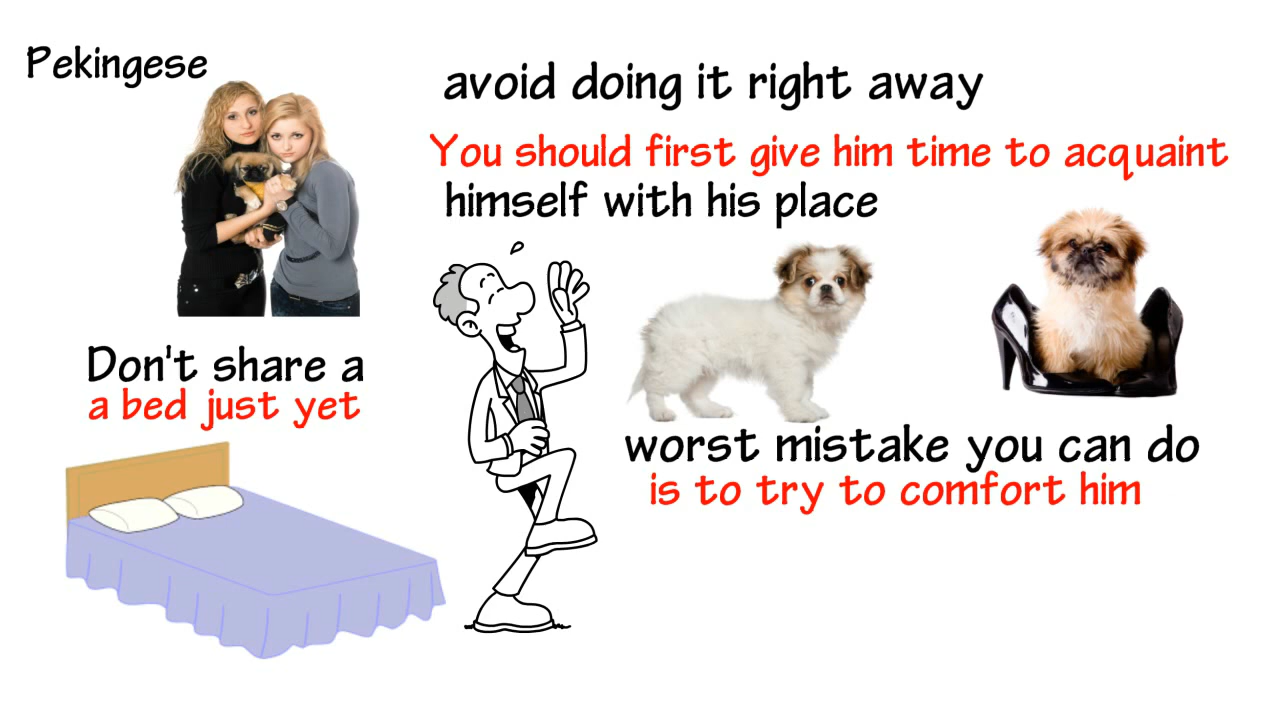 Pekingese
avoid doing it right away
You should first give him time to acquaint
himself with his place
Don't share a
a bed just yet
worst mistake you can do
is to try to comfort him